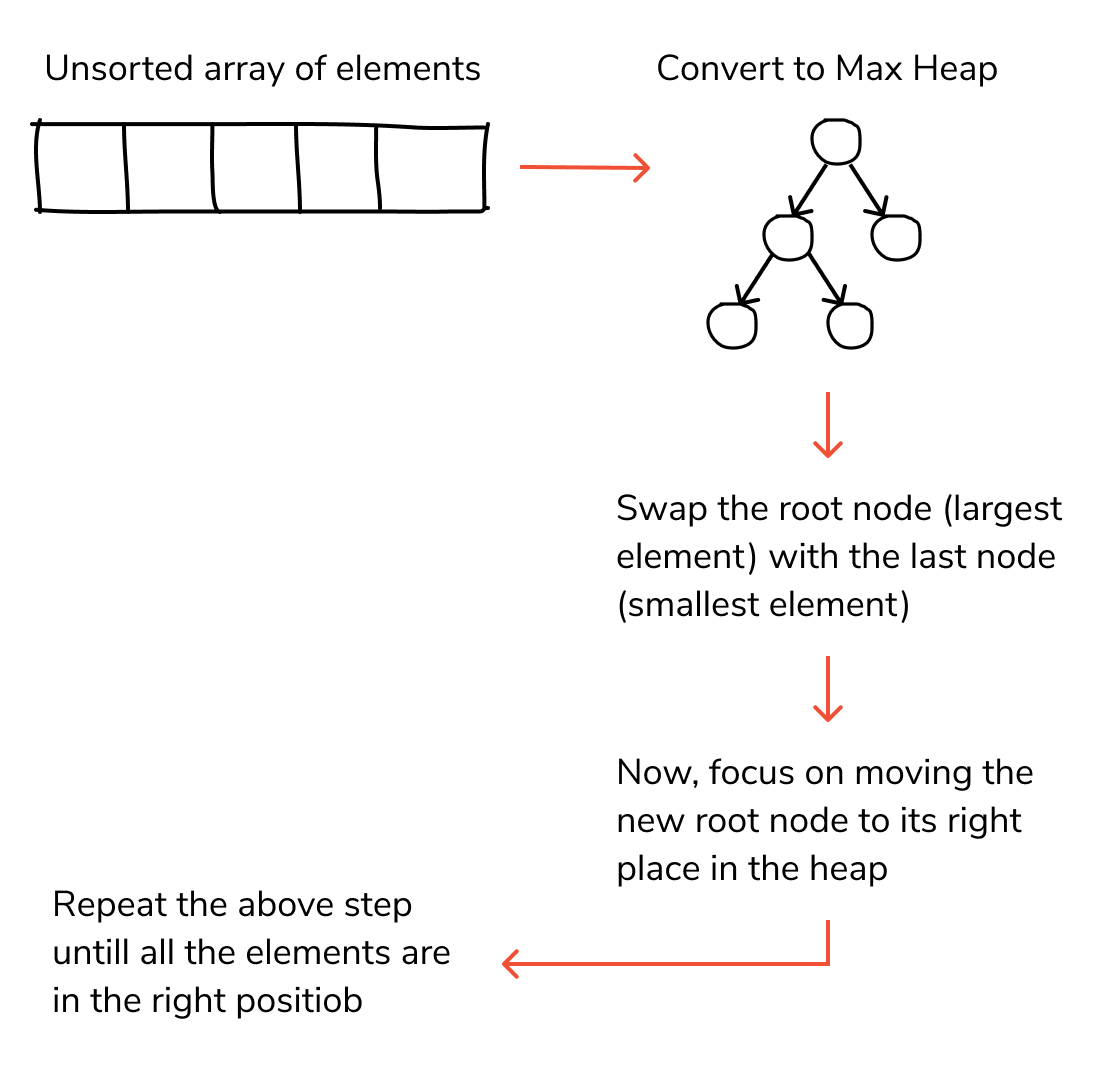 Unsorted array of elements
Convert to Max Heap
Swap the root node (largest
element) with the last node
(smallest element)
Now, focus on moving the
new root node to its right
place in the heap
Repeat the above step
untill all the elements are
in the right positiob